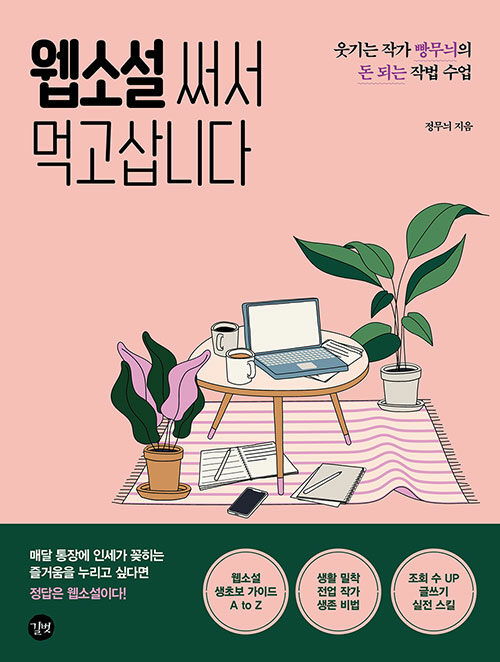 웹소설 써서
먹고삽니다
웃기는 작가 빵무늬의
돈 되는 작법 수업
정무늬 지음
매달 통장에 인세가 꽂히는
즐거움을 누리고 싶다면
정답은 웹소설이다!
웹소설
생초보 가이드
A to Z
생활 밀착
전업 작가
생존 비법
조회 수 UP
글쓰기
실전 스킬
길벗